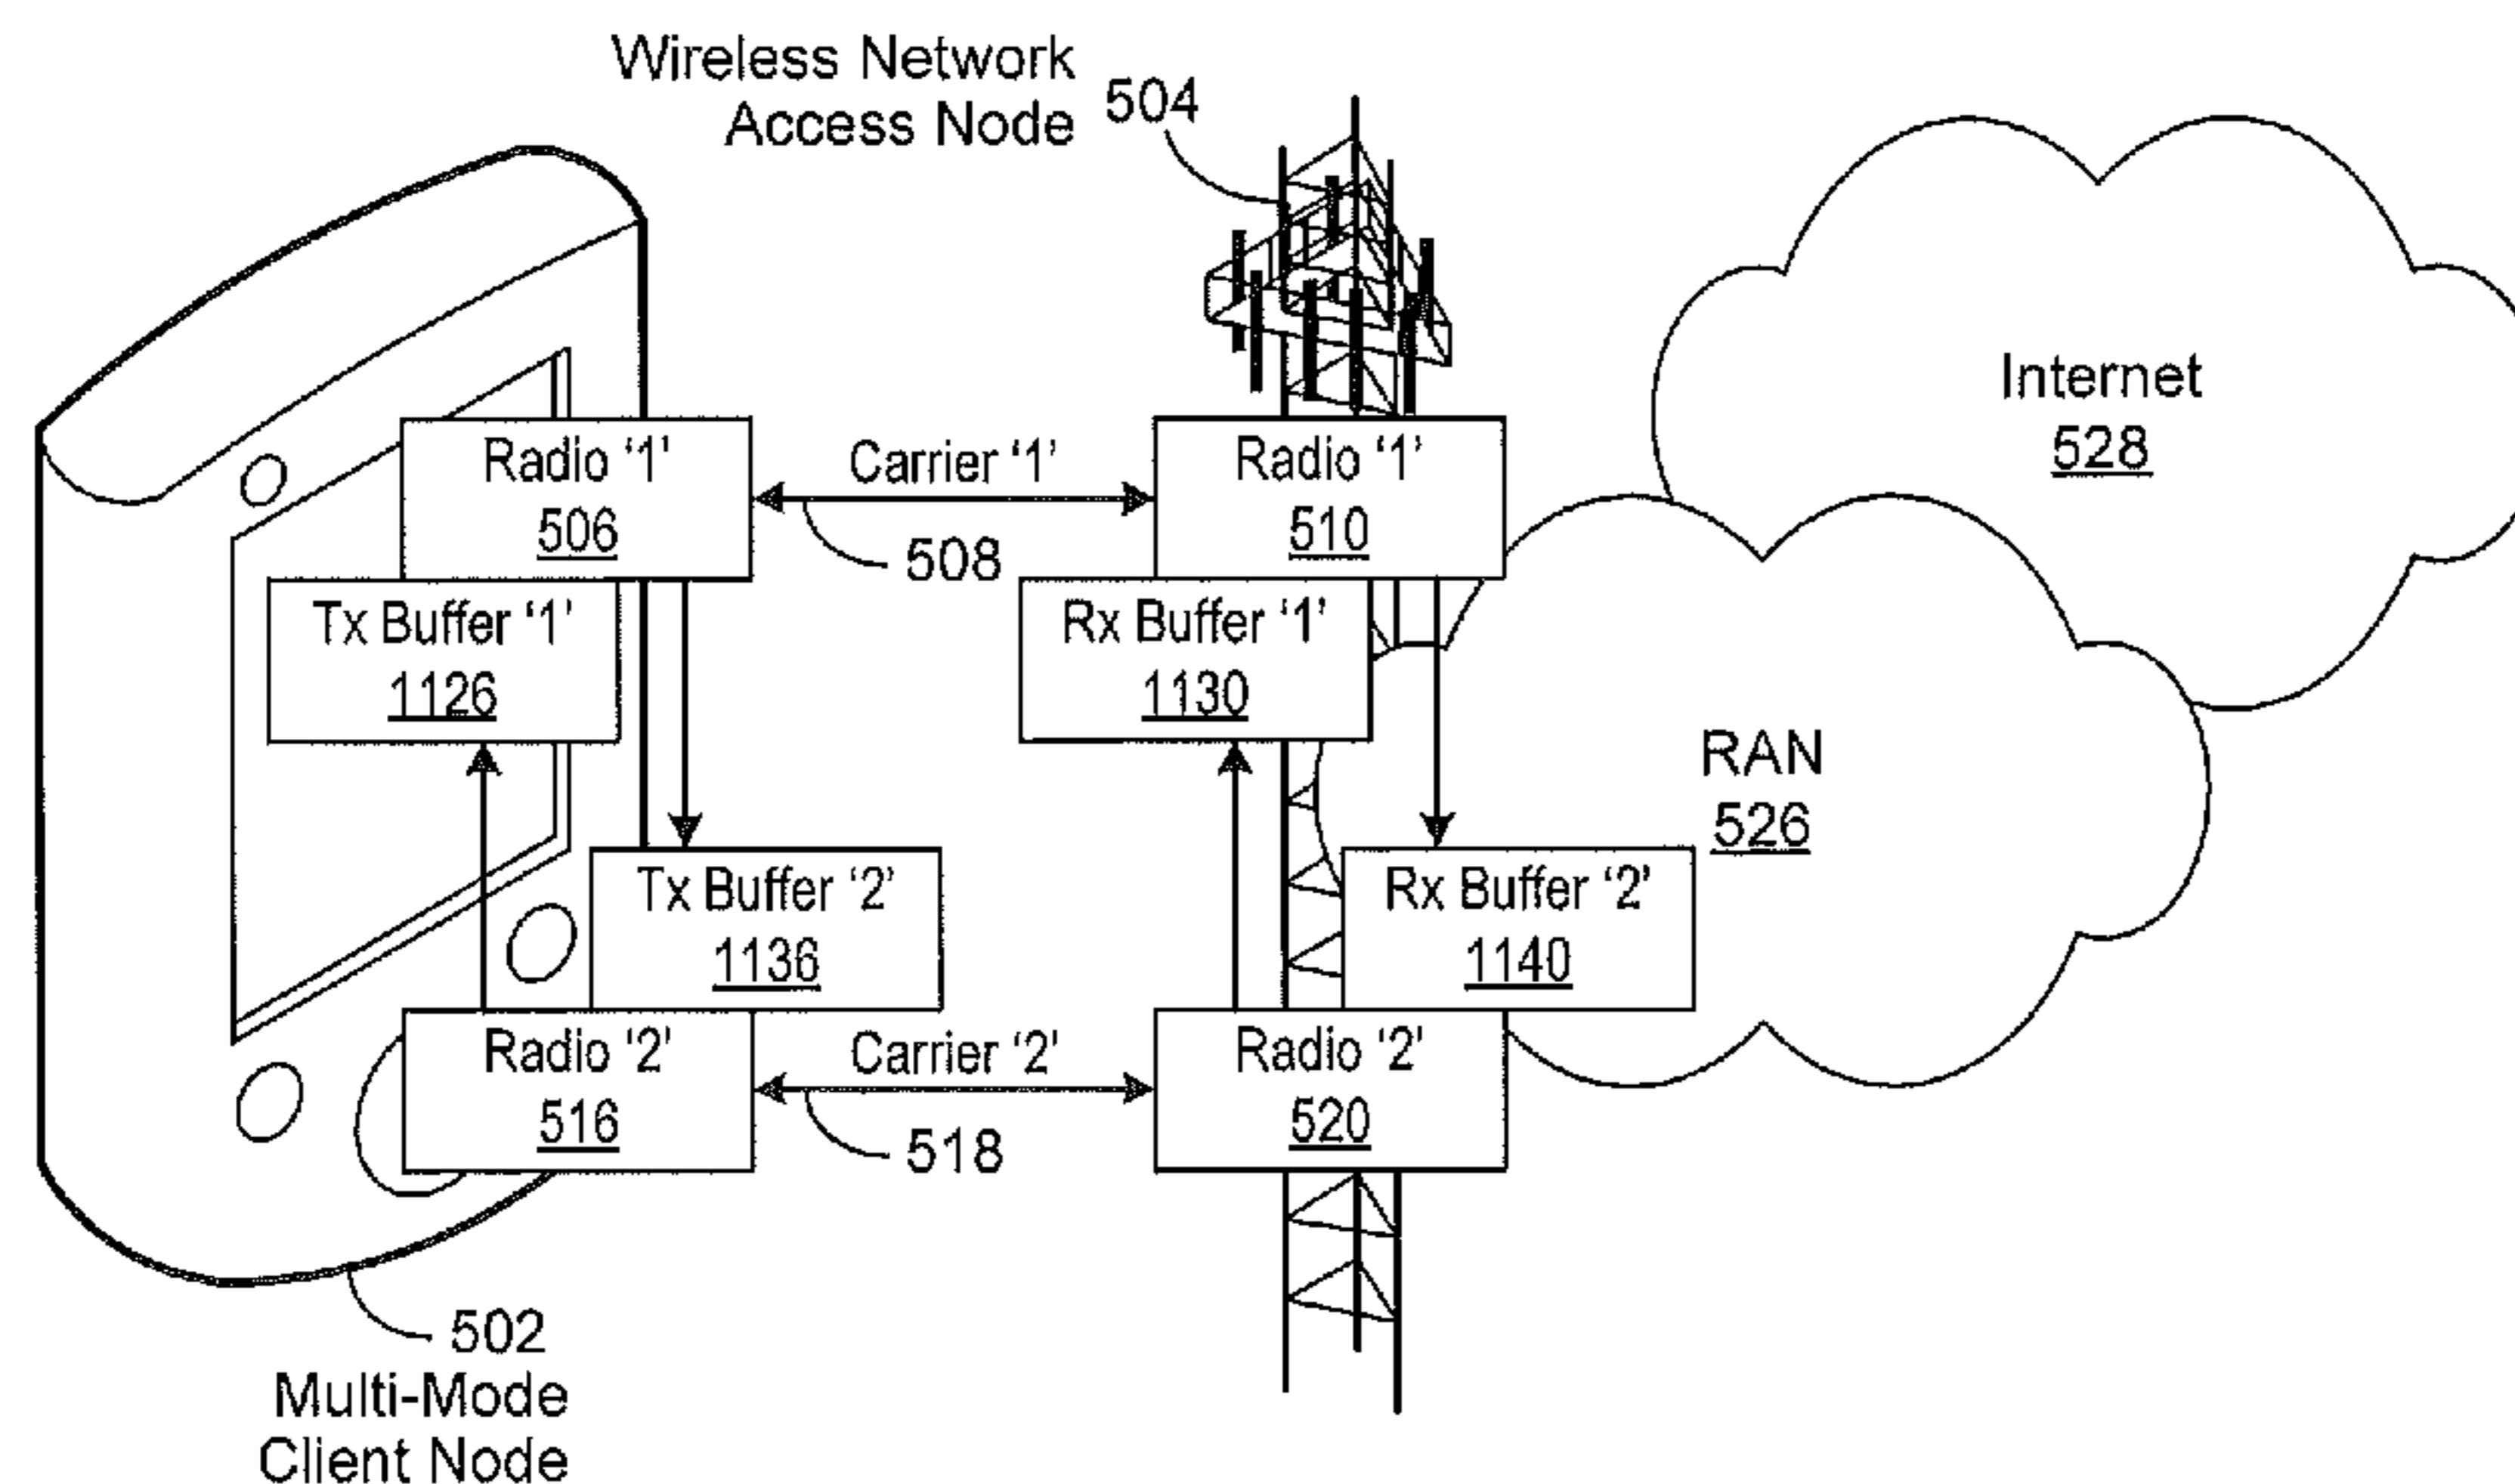 Wireless Network
Access Node
504
Internet
528
Radio '1'
506
Carrier '1'
508
Radio '1'
510
Tx Buffer '1'
1126
Rx Buffer '1'
1130
RAN
526
Tx Buffer '2'
1136
Rx Buffer '2'
1140
Radio '2'
516
Carrier '2'
518
Radio '2'
520
502
Multi-Mode
Client Node